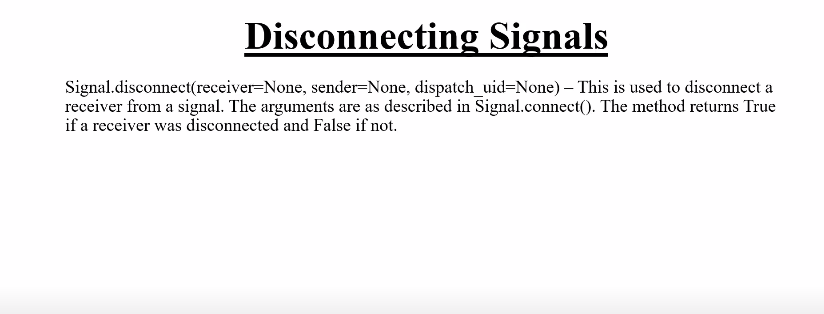 Disconnecting Signals
Signal.disconnect(receiver=None, sender=None, dispatch_uid=None) – This is used to disconnect a
receiver from a signal. The arguments are as described in Signal.connect(). The method returns True
if a receiver was disconnected and False if not.